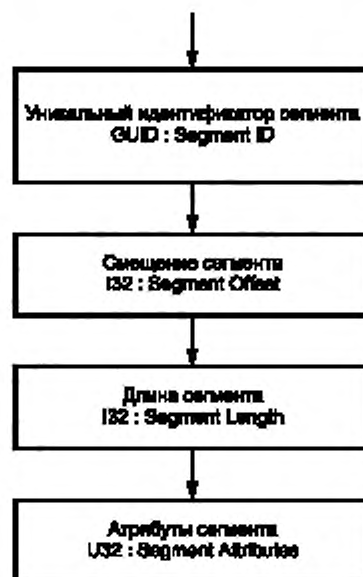 Уникальный идентификатор сегмента
GUID : Segment ID
Смещение сегмента
I32 : Segment Offset
Длина сегмента
I32 : Segment Length
Атрибуты сегмента
U32 : Segment Attributes